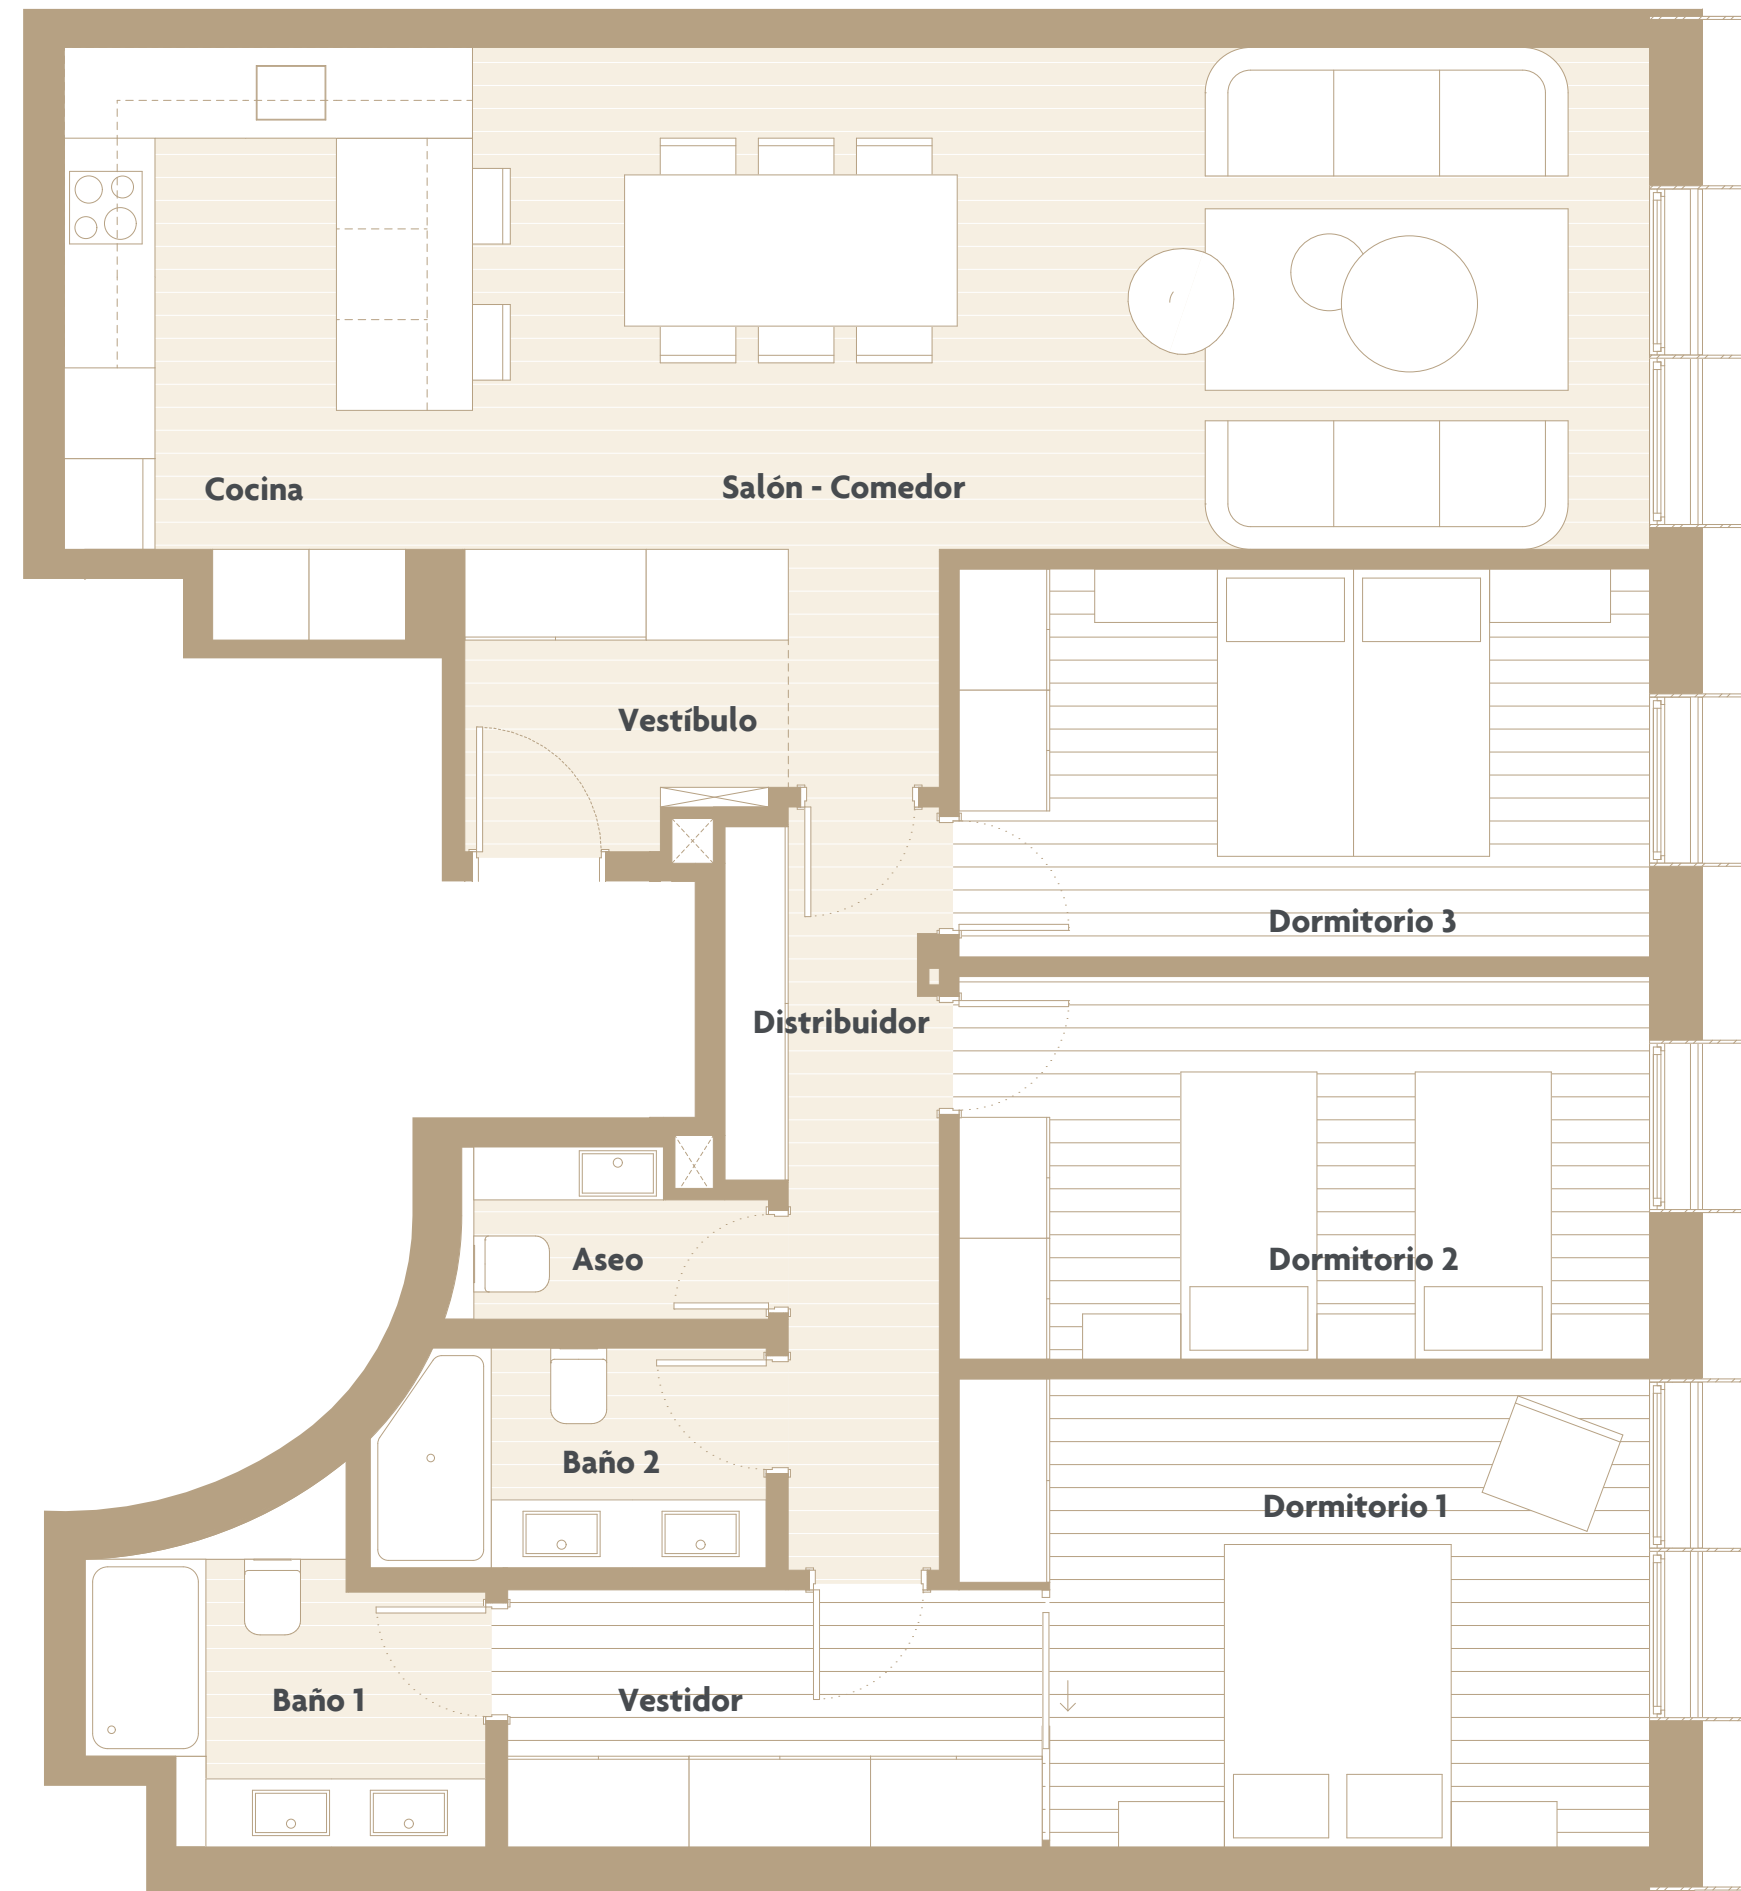 Cocina
Salón - Comedor
Vestíbulo
Dormitorio 3
Distribuidor
Aseo
Dormitorio 2
Baño 2
Dormitorio 1
Baño 1
Vestidor